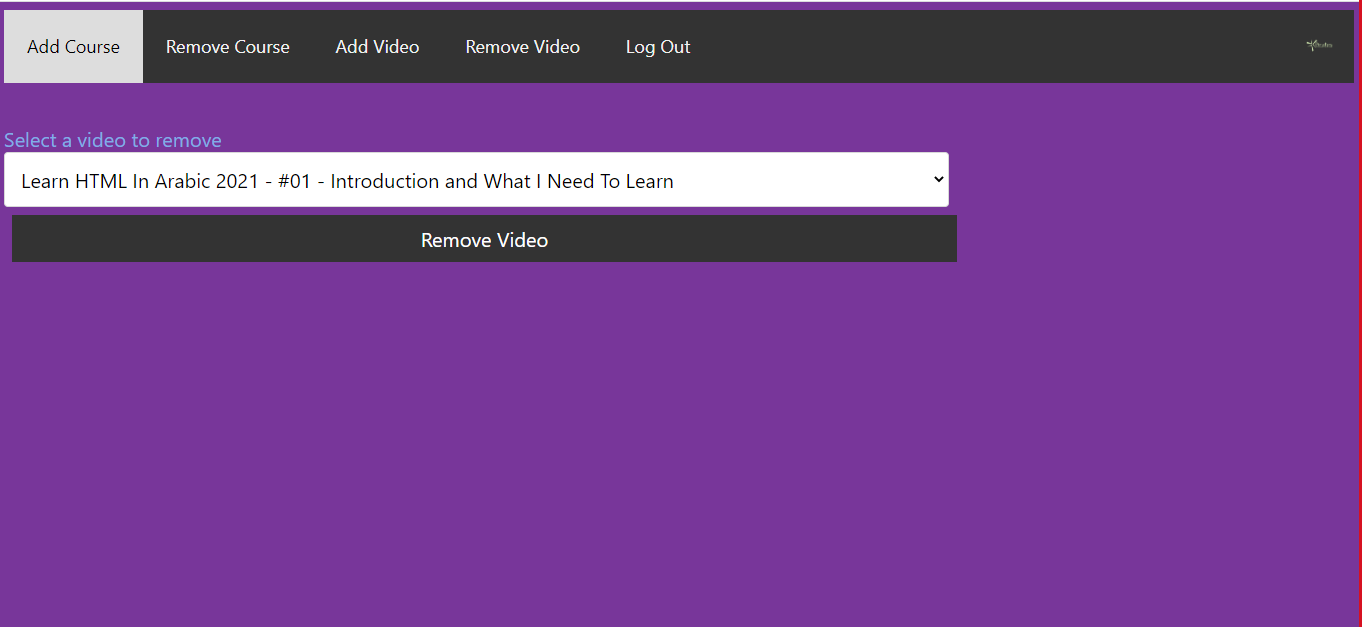 Add Course Remove Course Add Video Remove Video Log Out
Select a video to remove
Learn HTML In Arabic 2021 - #01 - Introduction and What I Need To Learn
Remove Video